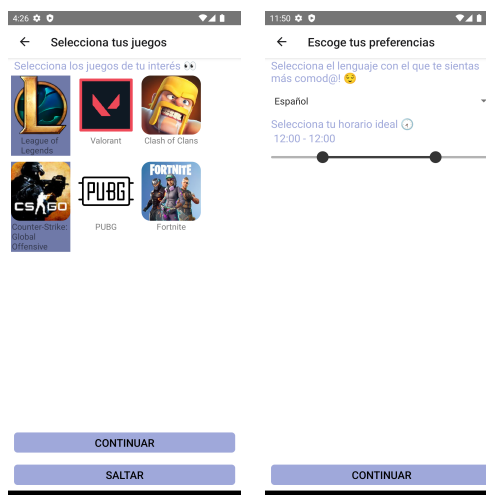 4:26
Selecciona tus juegos
Selecciona los juegos de tu interés 👀
League of
Legends
Valorant
Clash of Clans
CS GO
PUBG
FORTNITE
Counter-Strike:
Global
Offensive
PUBG
Fortnite
CONTINUAR
SALTAR
11:50
Escoge tus preferencias
Selecciona el lenguaje con el que te sientas
más comod@! 😌
Español
Selecciona tu horario ideal 🕣
12:00 - 12:00
CONTINUAR